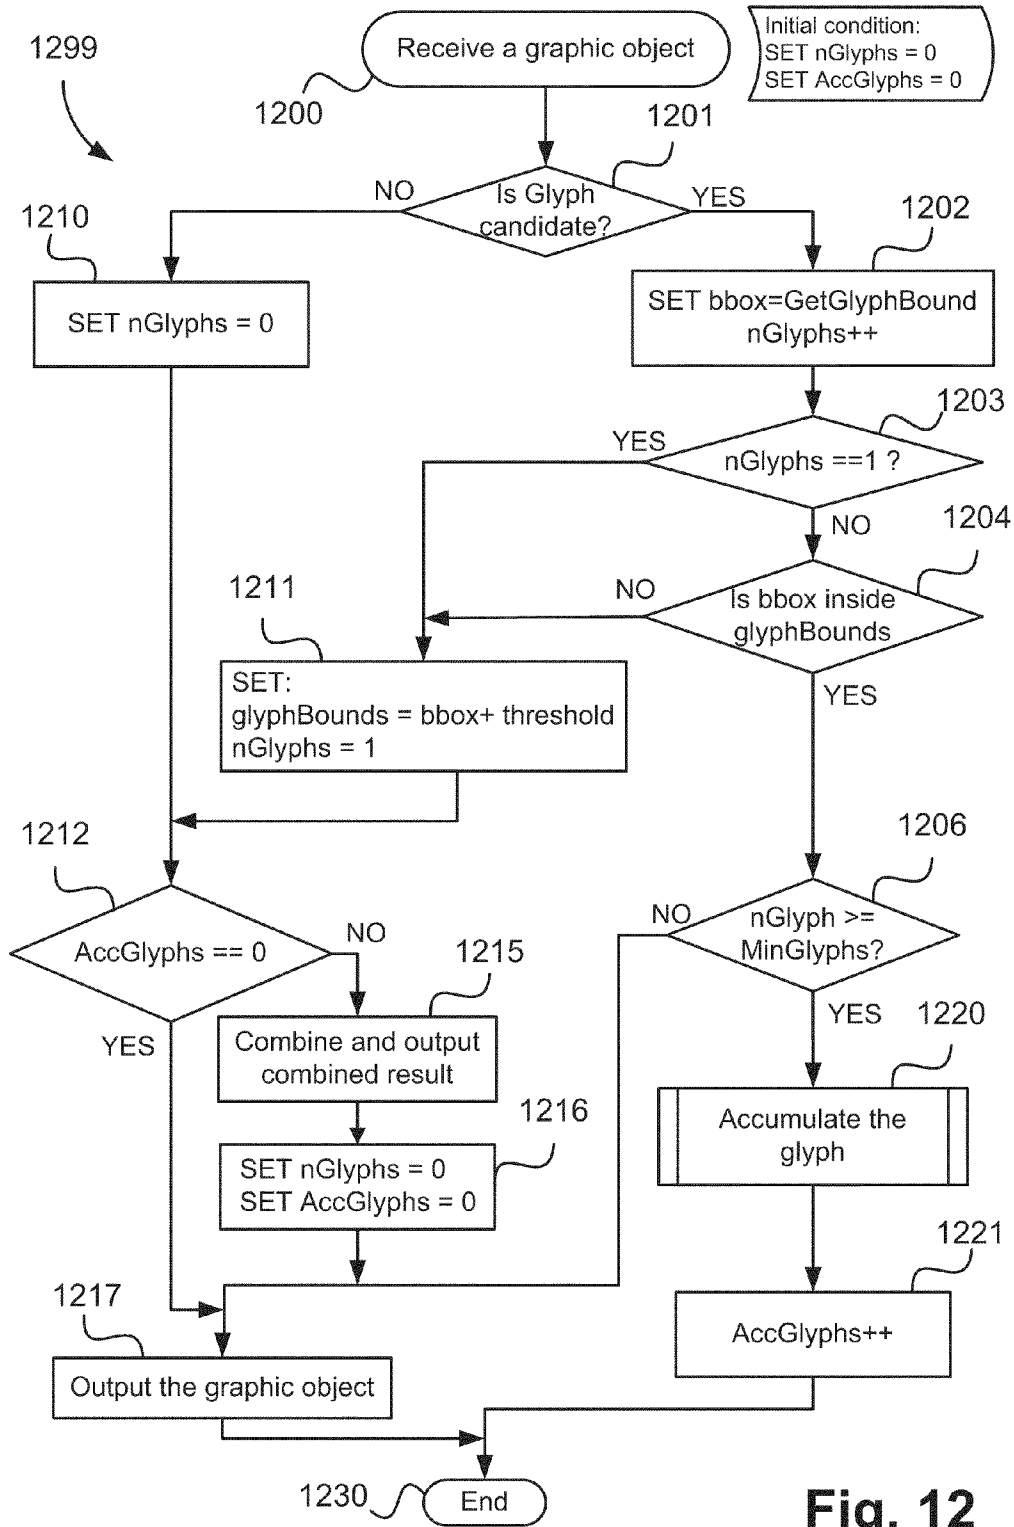 Receive a graphic object
Initial condition:
SET nGlyphs = 0
SET AccGlyphs = 0
1299
1200
1201
Is Glyph
candidate?
NO
YES
1210
1202
SET nGlyphs = 0
SET bbox=GetGlyphBound
nGlyphs++
1203
YES
nGlyphs ==1 ?
NO
1204
1211
NO
Is bbox inside
glyphBounds
SET:
glyphBounds = bbox+ threshold
nGlyphs = 1
YES
1212
1206
AccGlyphs == 0
NO
NO
nGlyph >=
MinGlyphs?
1215
YES
YES
1220
Combine and output
combined result
1216
Accumulate the
glyph
SET nGlyphs = 0
SET AccGlyphs = 0
1221
1217
AccGlyphs++
Output the graphic object
1230
End
Fig. 12